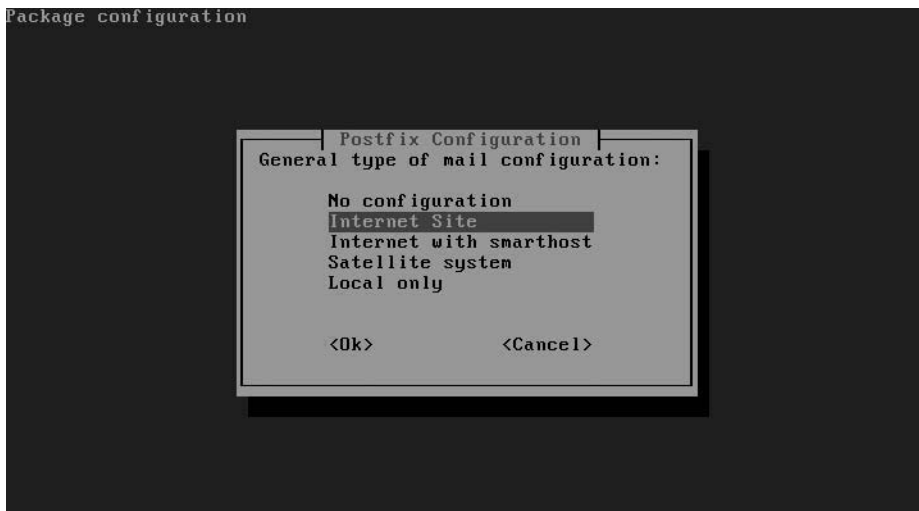 Package configuration
Postfix Configuration
General type of mail configuration:
No configuration
Internet Site
Internet with smarthost
Satellite system
Local only
<Ok> <Cancel>